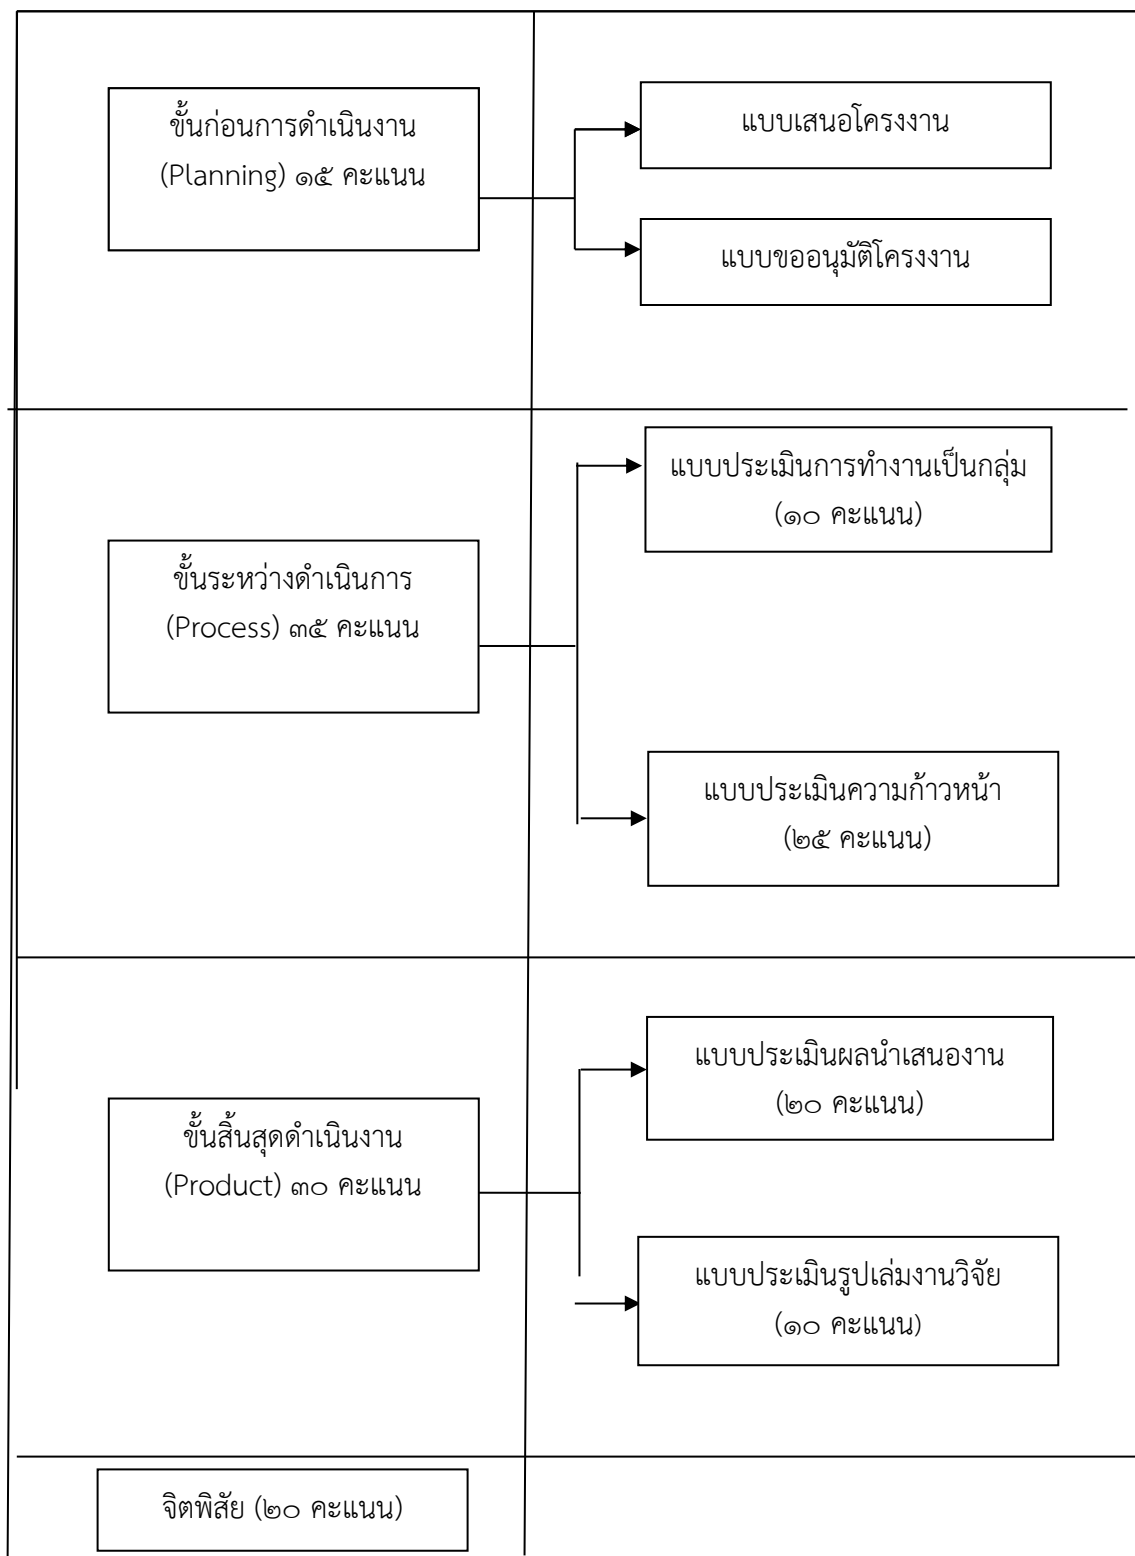 ขั้นก่อนการดำเนินงาน
(Planning) ๑๕ คะแนน
แบบเสนอโครงงาน
แบบขออนุมัติโครงงาน
แบบประเมินการทำงานเป็นกลุ่ม
(๑๐ คะแนน)
ขั้นระหว่างดำเนินการ
(Process) ๓๕ คะแนน
แบบประเมินความก้าวหน้า
(๒๕ คะแนน)
แบบประเมินผลนำเสนองาน
(๒๐ คะแนน)
ขั้นสิ้นสุดดำเนินงาน
(Product) ๓๐ คะแนน
แบบประเมินรูปเล่มงานวิจัย
(๑๐ คะแนน)
จิตพิสัย (๒๐ คะแนน)